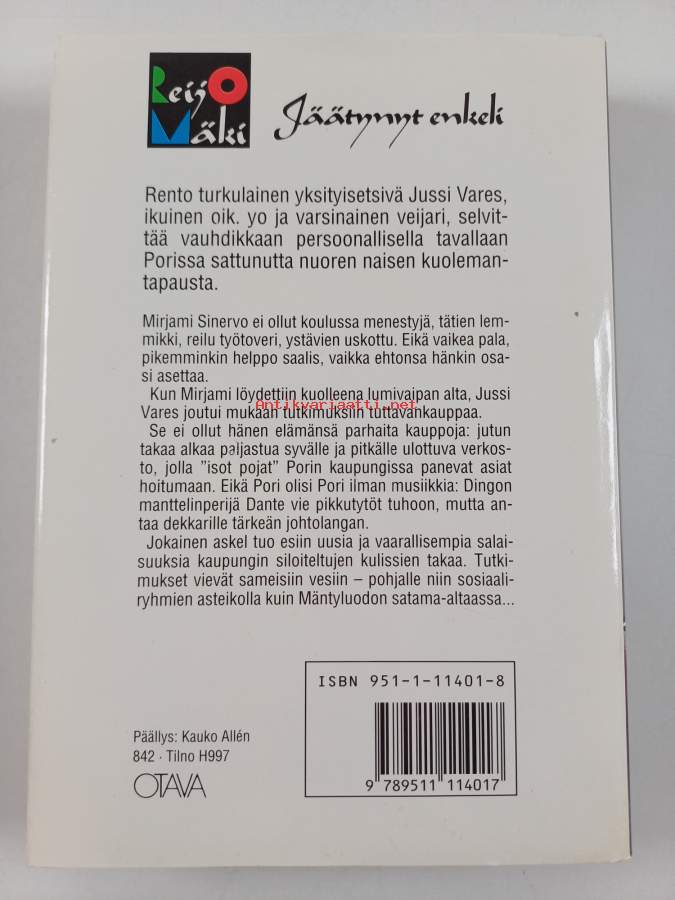 Reijo
Mäki
Jäätynyt enkeli
Rento turkulainen yksityisetsivä Jussi Vares,
ikuinen oik. yo ja varsinainen veijari, selvit-
tää vauhdikkaan persoonallisella tavallaan
Porissa sattunutta nuoren naisen kuoleman-
tapausta.
Mirjami Sinervo ei ollut koulussa menestyjä, tätien lem-
mikki, reilu työtoveri, ystävien uskottu. Eikä vaikea pala,
pikemminkin helppo saalis, vaikka ehtonsa hänkin osa-
si asettaa.
Kun Mirjami löydettiin kuolleena lumivaipan alta, Jussi
Antikvariaatti.net
Vares joutui mukaan tutkimuksiin tuttavankauppaa.
Se ei ollut hänen elämänsä parhaita kauppoja: jutun
takaa alkaa paljastua syvälle ja pitkälle ulottuva verkos-
to, jolla "isot pojat" Porin kaupungissa panevat asiat
hoitumaan. Eikä Pori olisi Pori ilman musiikkia: Dingon
manttelinperijä Dante vie pikkutytöt tuhoon, mutta an-
taa dekkarille tärkeän johtolangan.
Jokainen askel tuo esiin uusia ja vaarallisempia salai-
suuksia kaupungin siloiteltujen kulissien takaa. Tutki-
mukset vievät sameisiin vesiin – pohjalle niin sosiaali-
ryhmien asteikolla kuin Mäntyluodon satama-altaassa...
ISBN 951-1-11401-8
9 789511 114017
Päällys: Kauko Allén
842 · Tilno H997
OTAVA